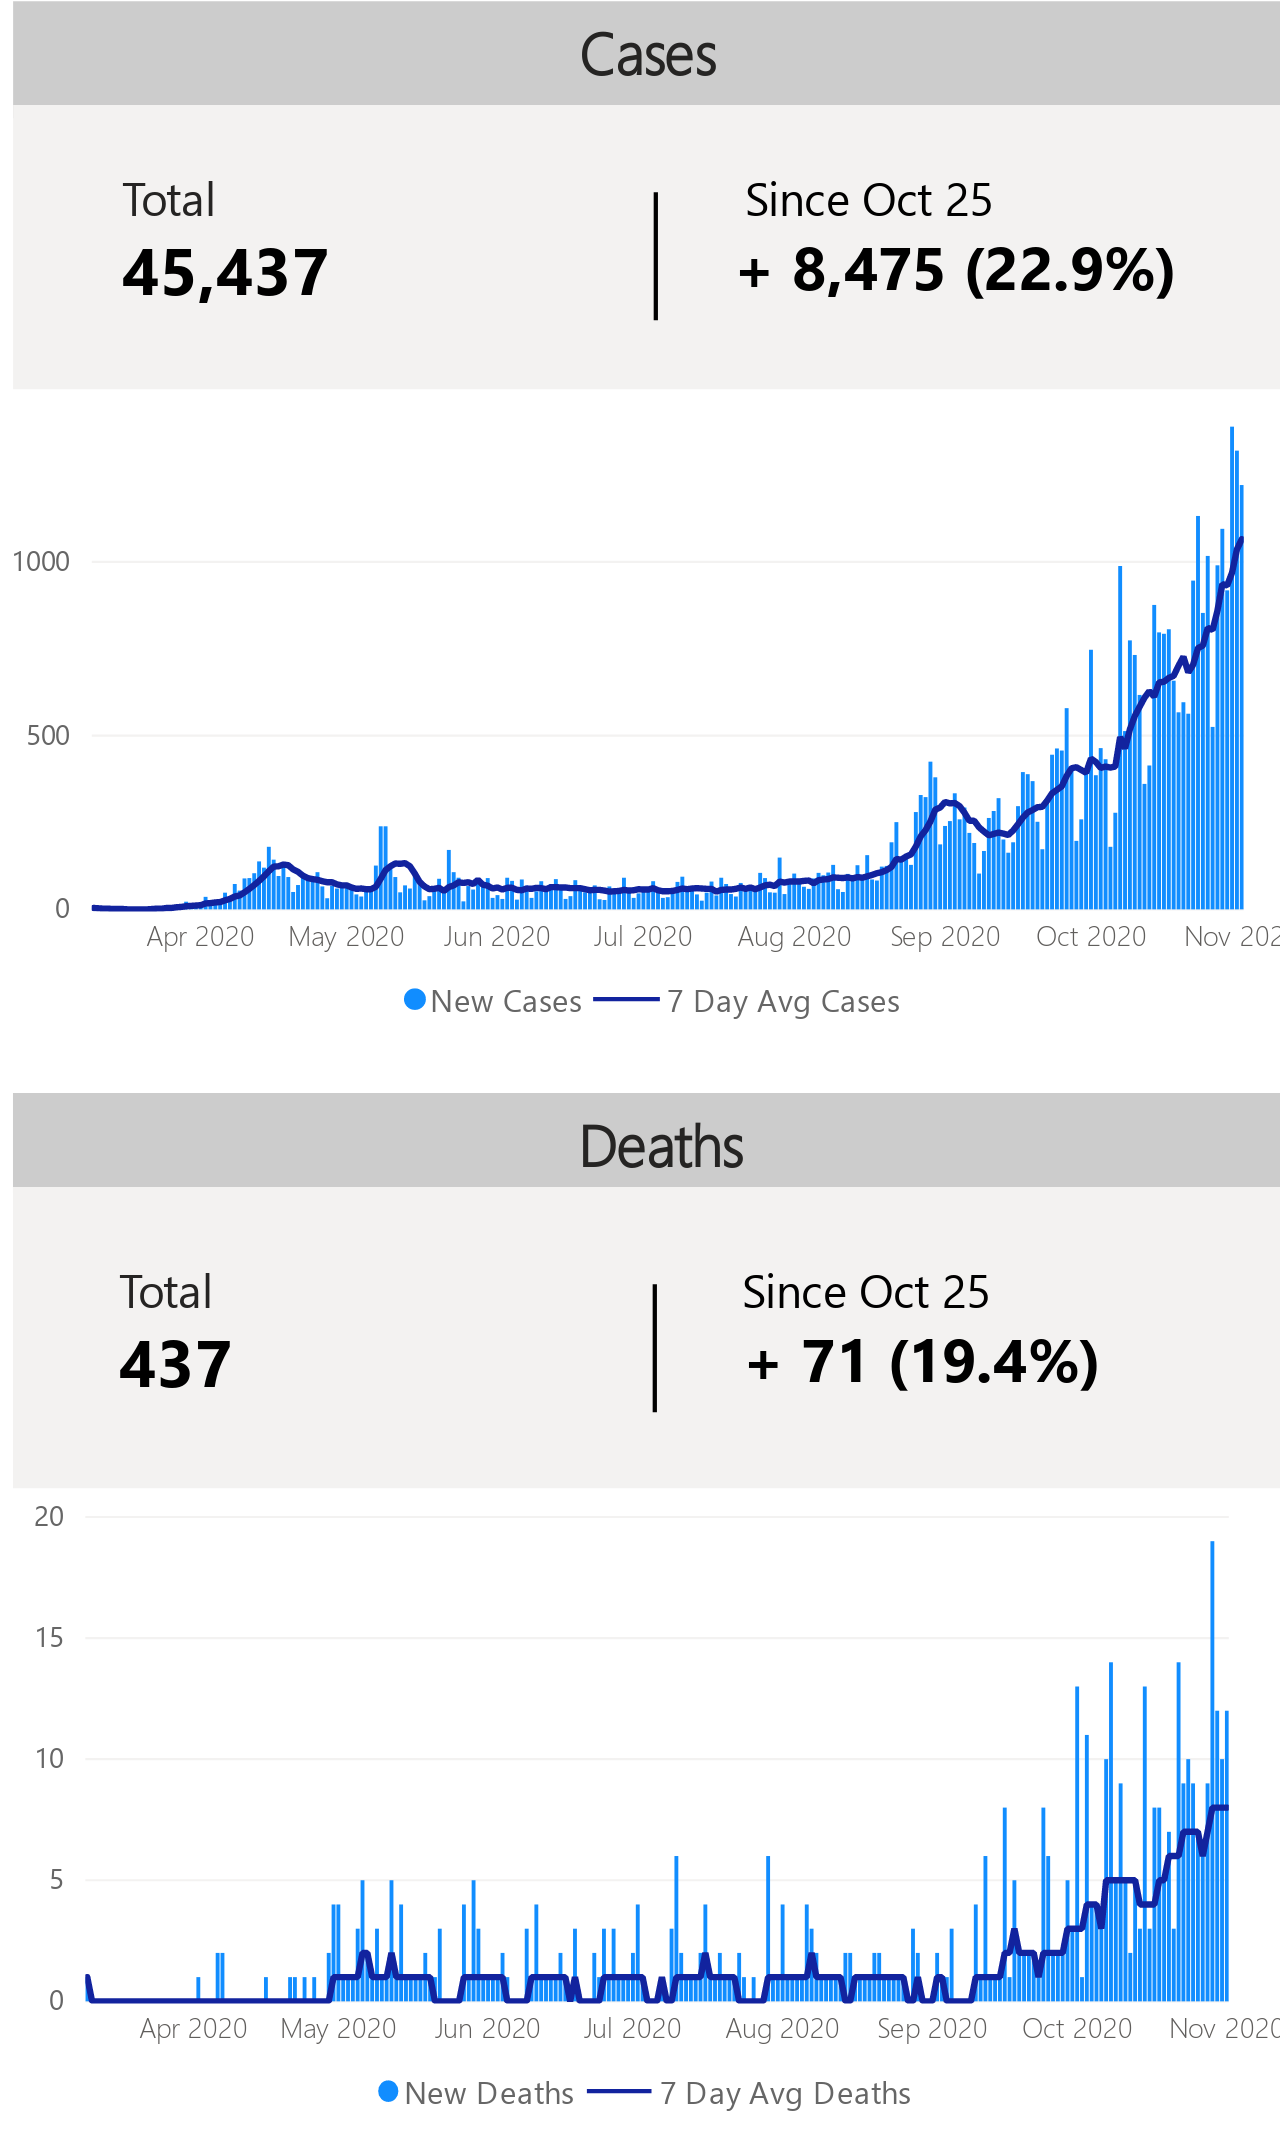 Cases
Total
Since Oct 25
45,437
+ 8,475 (22.9%)
1000
500
0
Apr 2020 May 2020 Jun 2020 Jul 2020 Aug 2020 Sep 2020 Oct 2020 Nov 202
New Cases 7 Day Avg Cases
Deaths
Total
Since Oct 25
437
+ 71 (19.4%)
20
15
10
5
0
Apr 2020 May 2020 Jun 2020 Jul 2020 Aug 2020 Sep 2020 Oct 2020 Nov 2020
New Deaths 7 Day Avg Deaths